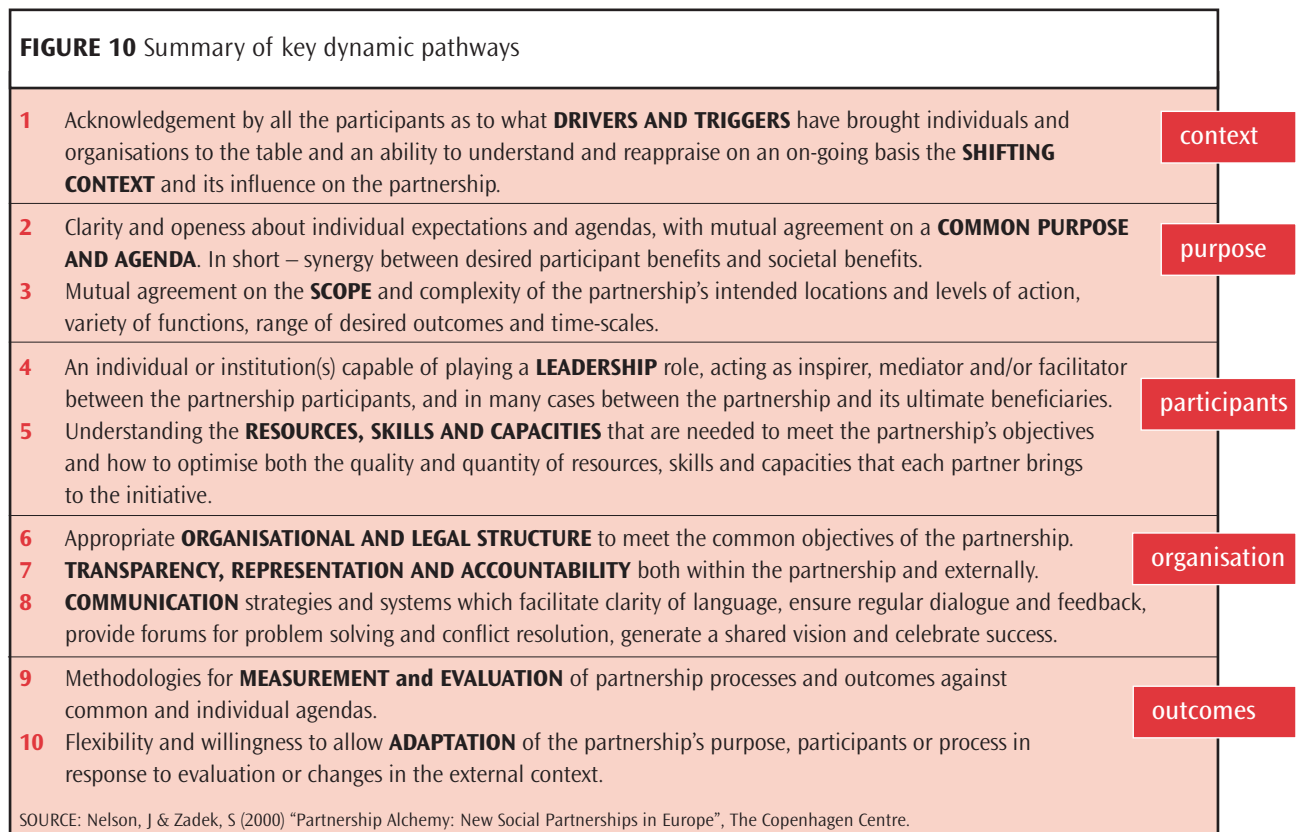 FIGURE 10 Summary of key dynamic pathways
1 Acknowledgement by all the participants as to what DRIVERS AND TRIGGERS have brought individuals and
organisations to the table and an ability to understand and reappraise on an on-going basis the SHIFTING
CONTEXT and its influence on the partnership.
context
2 Clarity and openess about individual expectations and agendas, with mutual agreement on a COMMON PURPOSE
AND AGENDA. In short – synergy between desired participant benefits and societal benefits.
purpose
3 Mutual agreement on the SCOPE and complexity of the partnership's intended locations and levels of action,
variety of functions, range of desired outcomes and time-scales.
4 An individual or institution(s) capable of playing a LEADERSHIP role, acting as inspirer, mediator and/or facilitator
between the partnership participants, and in many cases between the partnership and its ultimate beneficiaries.
participants
5 Understanding the RESOURCES, SKILLS AND CAPACITIES that are needed to meet the partnership's objectives
and how to optimise both the quality and quantity of resources, skills and capacities that each partner brings
to the initiative.
6 Appropriate ORGANISATIONAL AND LEGAL STRUCTURE to meet the common objectives of the partnership.
organisation
7 TRANSPARENCY, REPRESENTATION AND ACCOUNTABILITY both within the partnership and externally.
8 COMMUNICATION strategies and systems which facilitate clarity of language, ensure regular dialogue and feedback,
provide forums for problem solving and conflict resolution, generate a shared vision and celebrate success.
9 Methodologies for MEASUREMENT and EVALUATION of partnership processes and outcomes against
common and individual agendas.
outcomes
10 Flexibility and willingness to allow ADAPTATION of the partnership's purpose, participants or process in
response to evaluation or changes in the external context.
SOURCE: Nelson, J & Zadek, S (2000) "Partnership Alchemy: New Social Partnerships in Europe", The Copenhagen Centre.